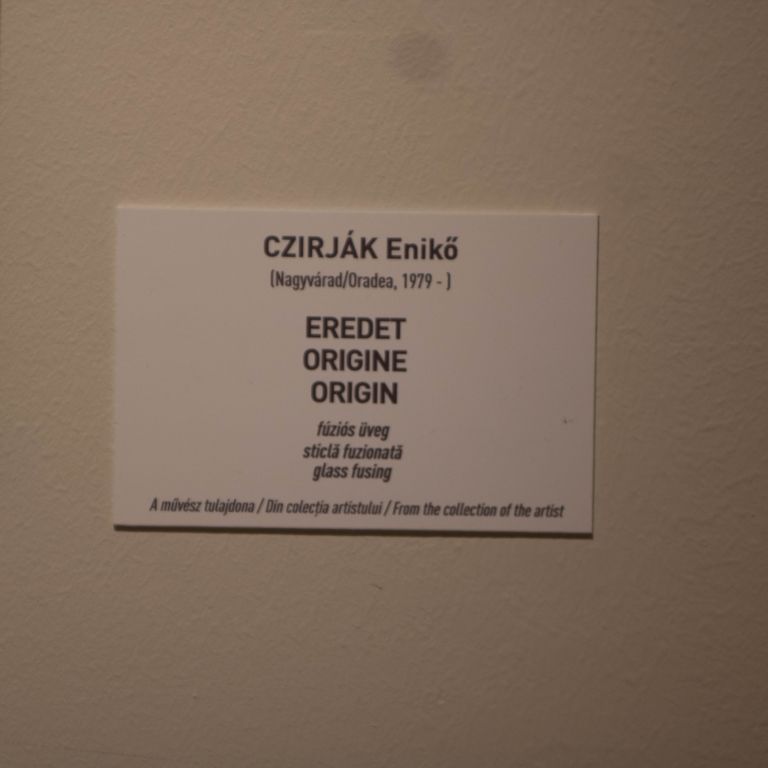 CZIRJÁK Enikő
(Nagyvárad/Oradea, 1979 - )
EREDET
ORIGINE
ORIGIN
fúziós üveg
sticlă fuzionată
glass fusing
A művész tulajdona / Din colecția artistului / From the collection of the artist